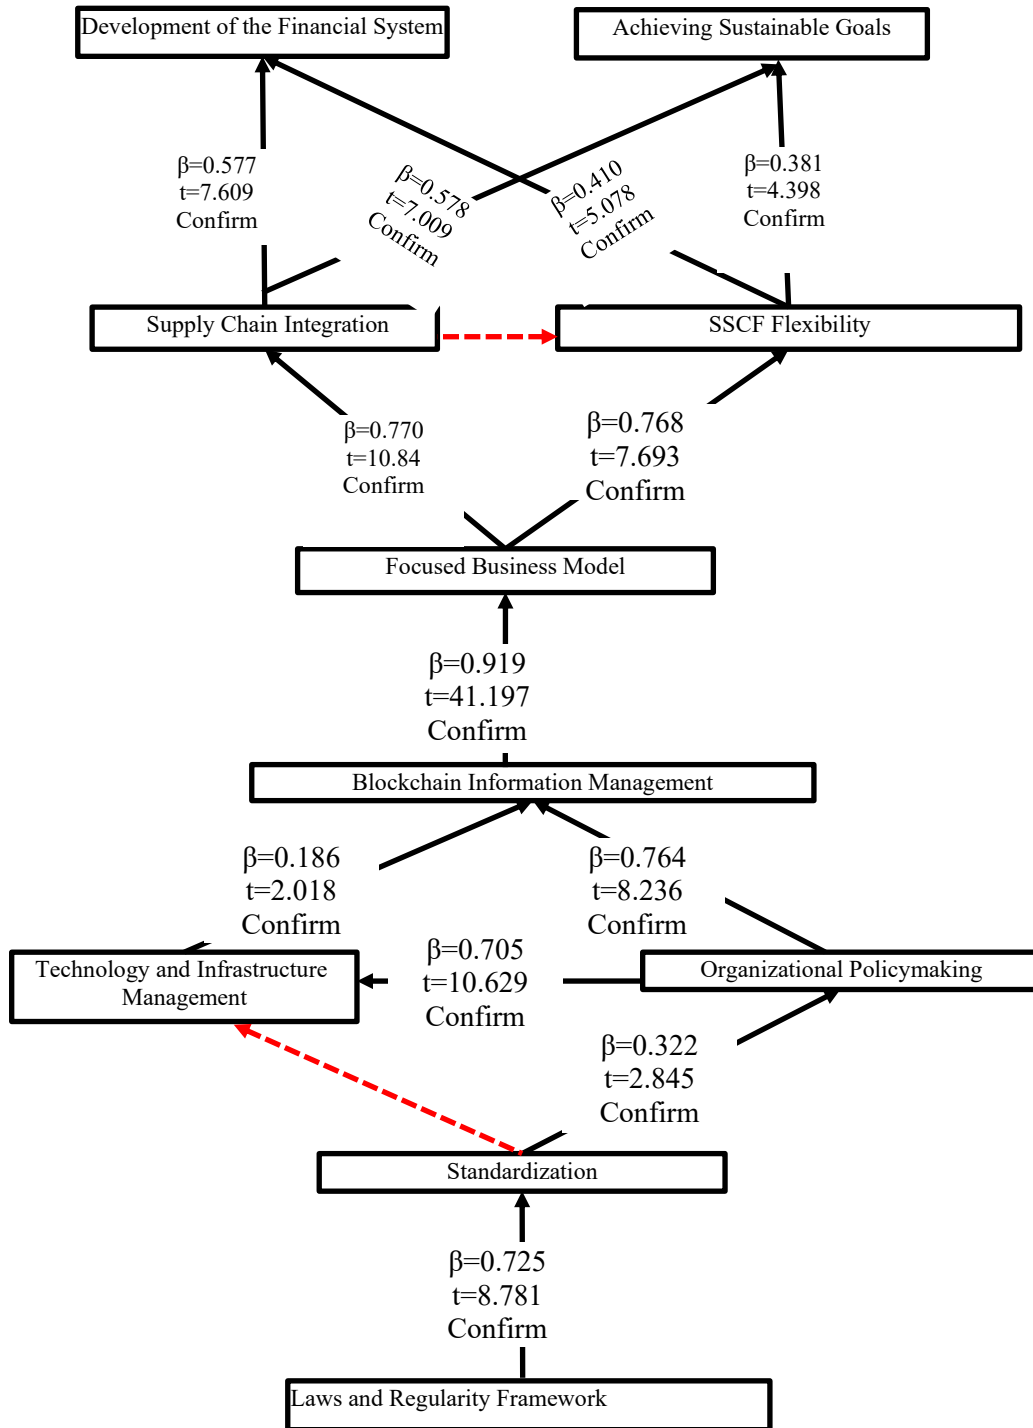 Development of the Financial System
Achieving Sustainable Goals
β=0.577
t=7.609
Confirm
β=0.578
t=7.009
Confirm
β=0.410
t=5.078
Confirm
β=0.381
t=4.398
Confirm
Supply Chain Integration
SSCF Flexibility
β=0.770
t=10.84
Confirm
β=0.768
t=7.693
Confirm
Focused Business Model
β=0.919
t=41.197
Confirm
Blockchain Information Management
β=0.186
t=2.018
Confirm
β=0.764
t=8.236
Confirm
Technology and Infrastructure
Management
β=0.705
t=10.629
Confirm
Organizational Policymaking
β=0.322
t=2.845
Confirm
Standardization
β=0.725
t=8.781
Confirm
Laws and Regularity Framework